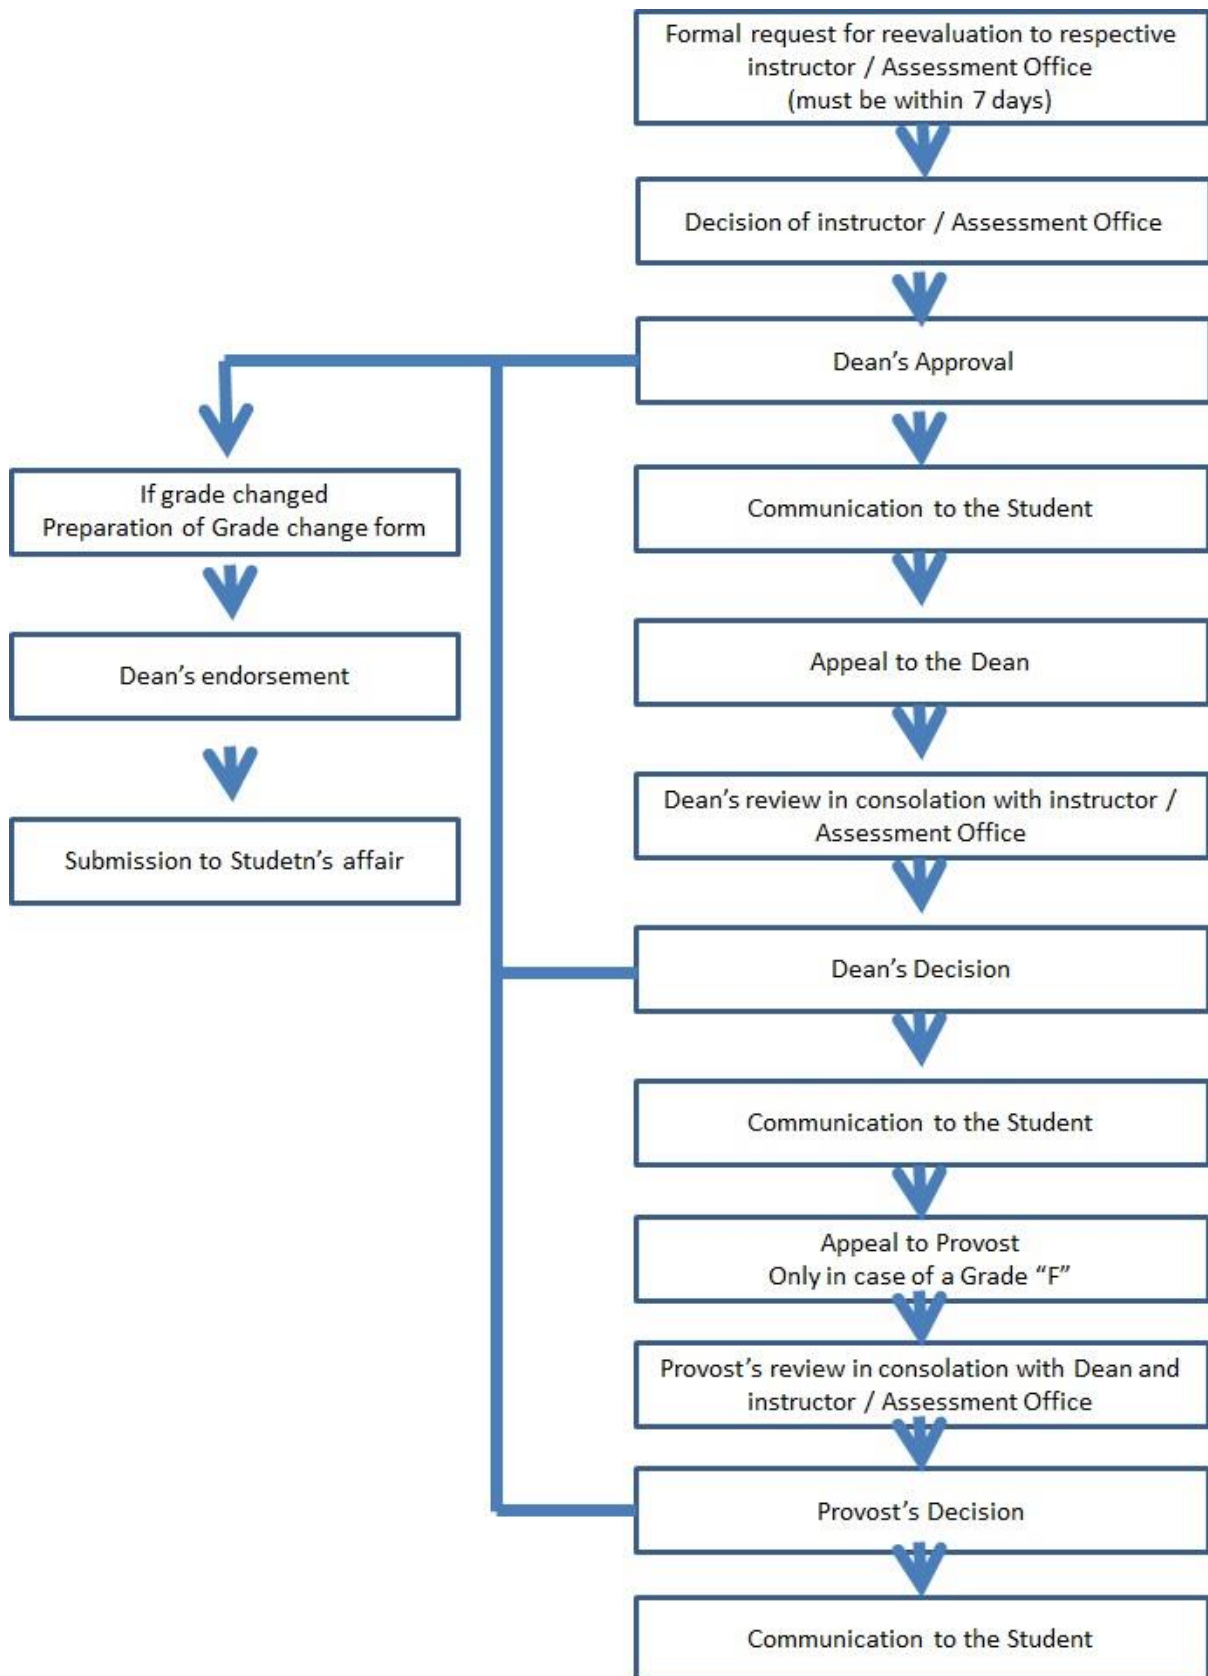 Formal request for reevaluation to respective
instructor / Assessment Office
(must be within 7 days)
Decision of instructor / Assessment Office
Dean's Approval
If grade changed
Preparation of Grade change form
Communication to the Student
Dean's endorsement
Appeal to the Dean
Dean's review in consolation with instructor /
Assessment Office
Submission to Studetn's affair
Dean's Decision
Communication to the Student
Appeal to Provost
Only in case of a Grade “F”
Provost's review in consolation with Dean and
instructor / Assessment Office
Provost's Decision
Communication to the Student